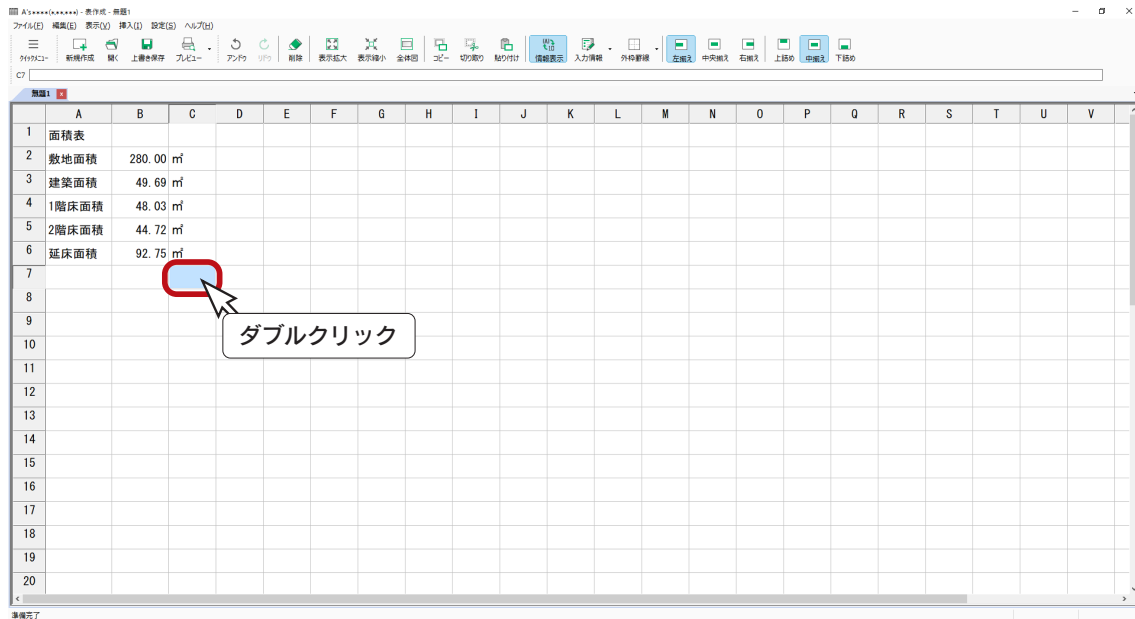 A's****(*.**.***) - 表作成 - 無題1
ファイル(F) 編集(E) 表示(V) 挿入(I) 設定(S) ヘルプ(H)
クイックメニュー 新規作成 開く 上書き保存 プレビュー アンドゥ リドゥ 削除 表示拡大 表示縮小 全体図 コピー 切り取り 貼り付け 情報表示 入力情報 外枠罫線 左揃え 中央揃え 右揃え 上詰め 中揃え 下詰め
C7
無題1 x
A B C D E F G H I J K L M N O P Q R S T U V
1 面積表
2 敷地面積 280.00 ㎡
3 建築面積 49.69 ㎡
4 1階床面積 48.03 ㎡
5 2階床面積 44.72 ㎡
6 延床面積 92.75 ㎡
7
8
9
ダブルクリック
10
11
12
13
14
15
16
17
18
19
20
準備完了